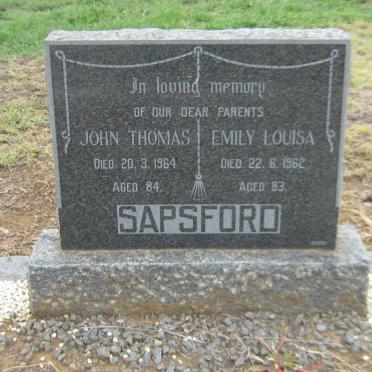 In loving memory
OF OUR DEAR PARENTS
JOHN THOMAS EMILY LOUISA
DIED 20. 3. 1964 DIED 22. 6. 1962
AGED 84. AGED 83.
SAPSFORD